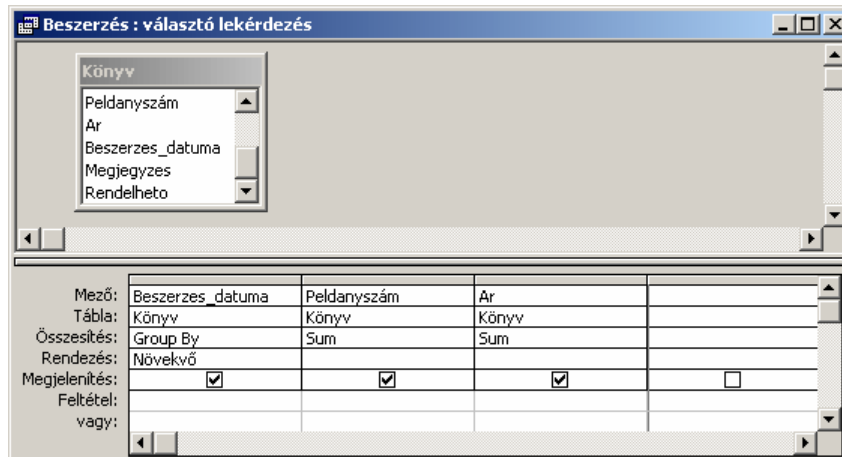 Beszerzés : választó lekérdezés
Könyv
Peldanyszám
Ar
Beszerzes_datuma
Megjegyzes
Rendelheto
Mező: Beszerzes_datuma Peldanyszám Ar
Tábla: Könyv Könyv Könyv
Összesítés: Group By Sum Sum
Rendezés: Növekvő
Megjelenítés:
Feltétel:
vagy: